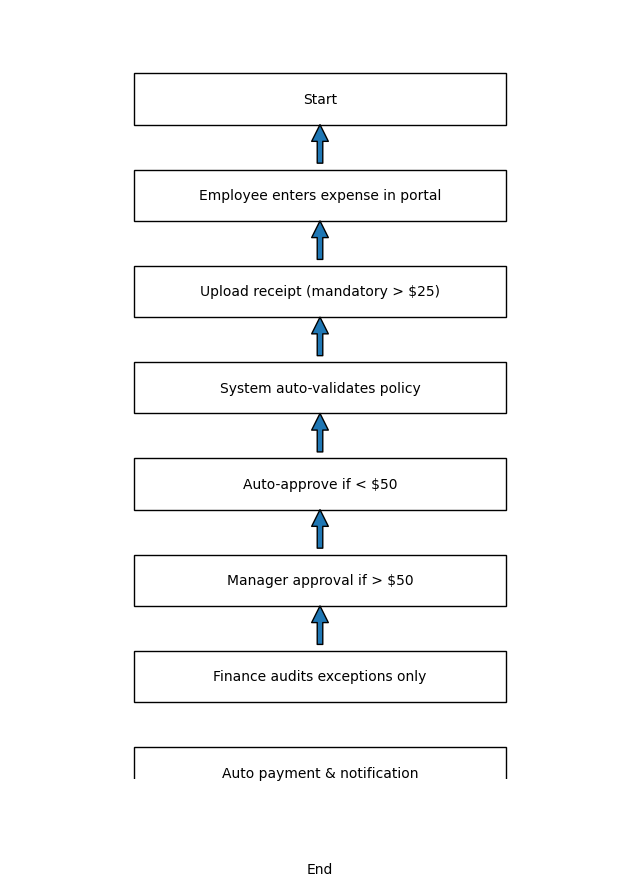 Start
Employee enters expense in portal
Upload receipt (mandatory > $25)
System auto-validates policy
Auto-approve if < $50
Manager approval if > $50
Finance audits exceptions only
Auto payment & notification
End